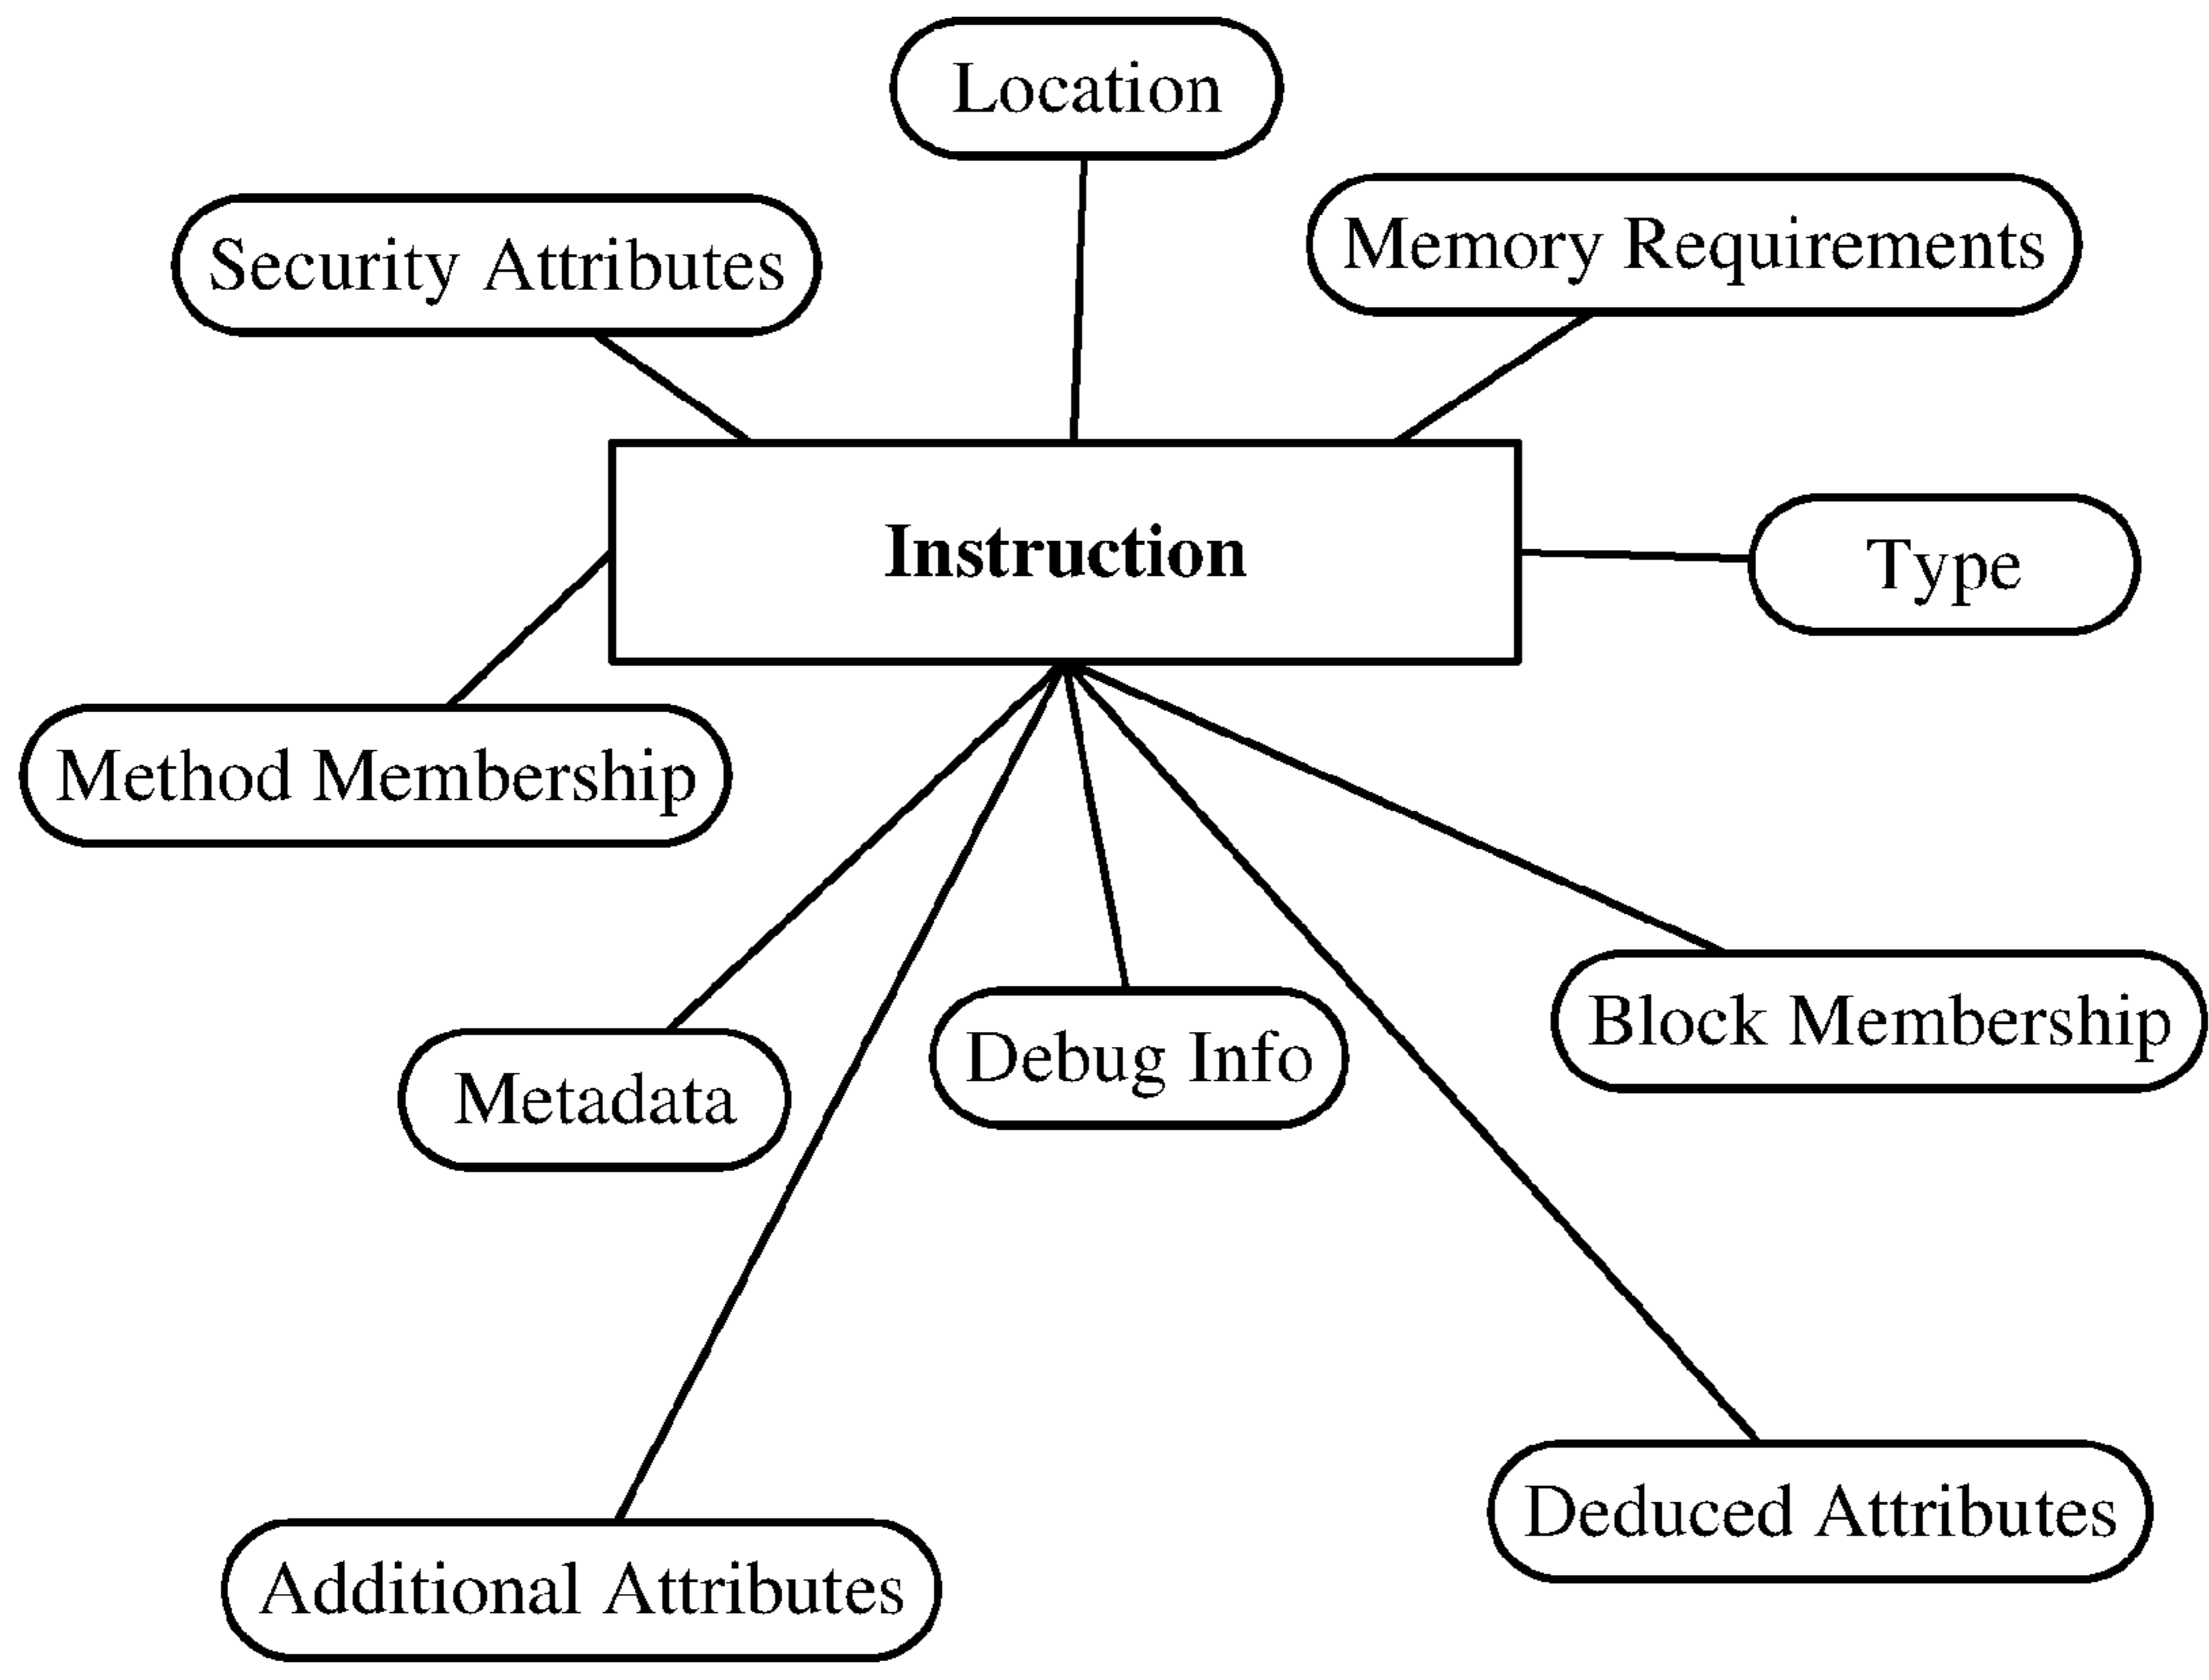 Location
Memory Requirements
Security Attributes
Instruction
Type
Method Membership
Block Membership
Debug Info
Metadata
Deduced Attributes
Additional Attributes